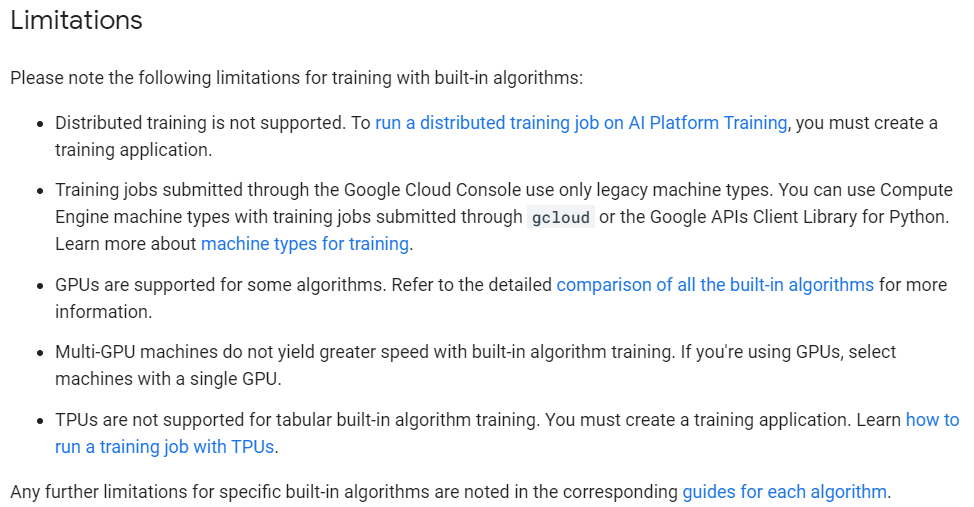 Limitations
Please note the following limitations for training with built-in algorithms:
• Distributed training is not supported. To run a distributed training job on AI Platform Training, you must create a
training application.
• Training jobs submitted through the Google Cloud Console use only legacy machine types. You can use Compute
Engine machine types with training jobs submitted through gcloud or the Google APIs Client Library for Python.
Learn more about machine types for training.
• GPUs are supported for some algorithms. Refer to the detailed comparison of all the built-in algorithms for more
information.
• Multi-GPU machines do not yield greater speed with built-in algorithm training. If you're using GPUs, select
machines with a single GPU.
• TPUs are not supported for tabular built-in algorithm training. You must create a training application. Learn how to
run a training job with TPUs.
Any further limitations for specific built-in algorithms are noted in the corresponding guides for each algorithm.